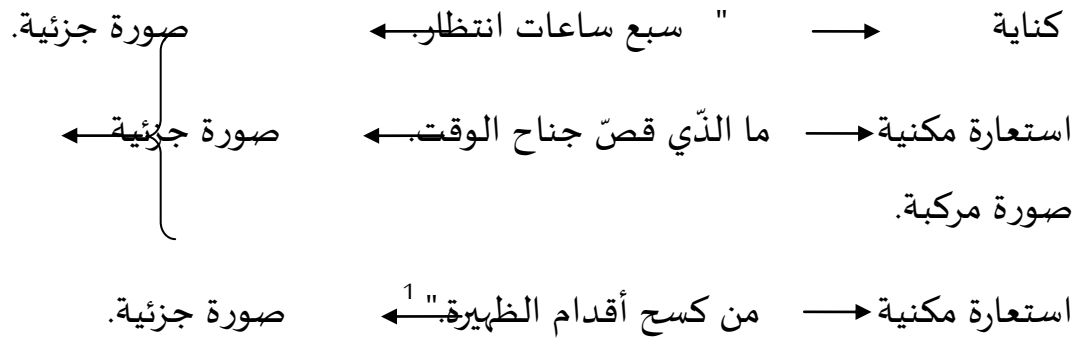 كناية ← " سبع ساعات انتظار. ← صورة جزئية.
استعارة مكنية ← ما الذّي قصّ جناح الوقت. ← صورة جزئية ←
صورة مركبة.
استعارة مكنية ← من كسح أقدام الظهيرة." 1 ← صورة جزئية.